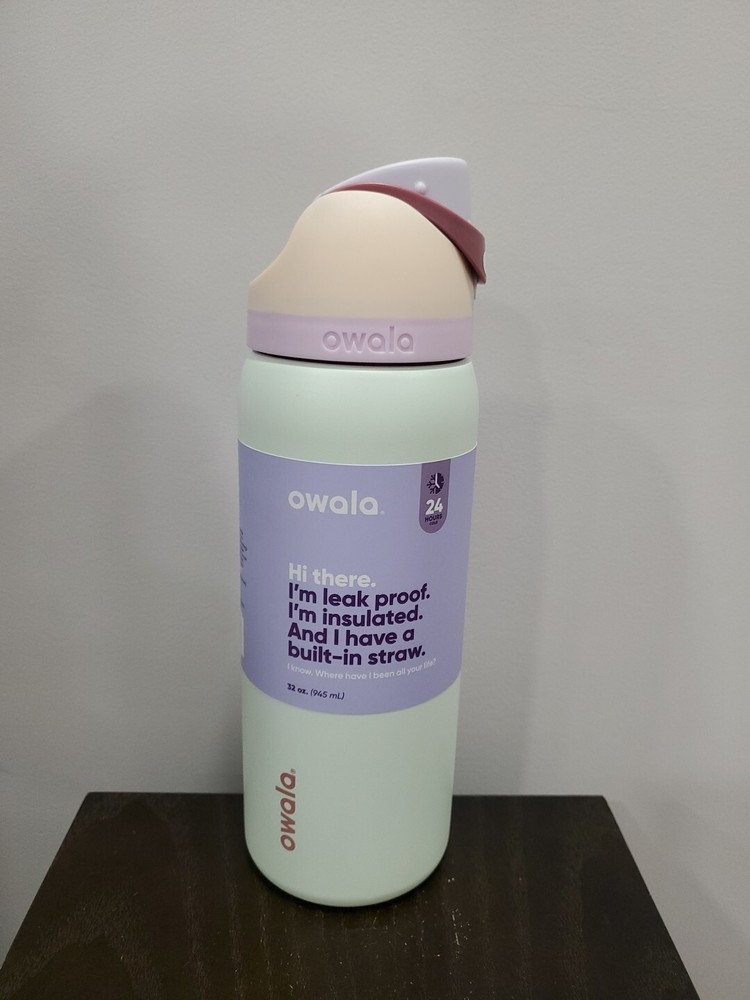 owala
owala.
24
HOURS
COLD
Hi there.
I'm leak proof.
I'm insulated.
And I have a
built-in straw.
I know. Where have I been all your life?
32 oz. (945 mL)
owala.